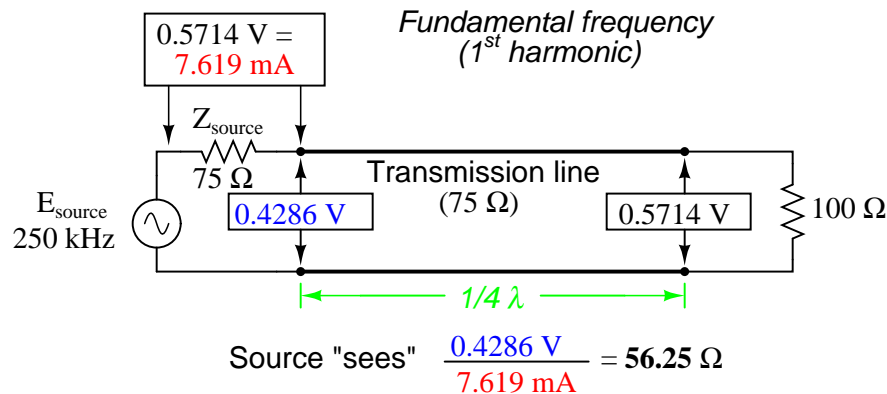 0.5714 V =
7.619 mA
Fundamental frequency
(1st harmonic)
Zsource
75 Ω
Transmission line
(75 Ω)
Esource
250 kHz
0.4286 V
0.5714 V
100 Ω
1/4 λ
Source "sees" 0.4286 V / 7.619 mA = 56.25 Ω